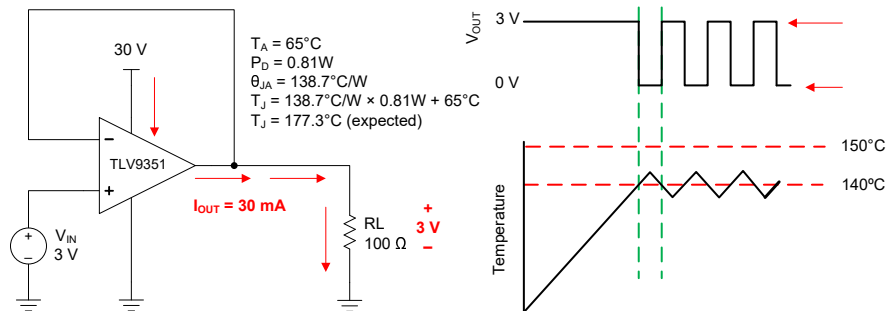 30 V
T_A = 65°C
P_D = 0.81W
θ_JA = 138.7°C/W
T_J = 138.7°C/W × 0.81W + 65°C
T_J = 177.3°C (expected)
−
TLV9351
+
I_OUT = 30 mA
+
−
V_IN
3 V
RL
100 Ω
+
3 V
−
V_OUT
3 V
0 V
Temperature
150°C
140ºC